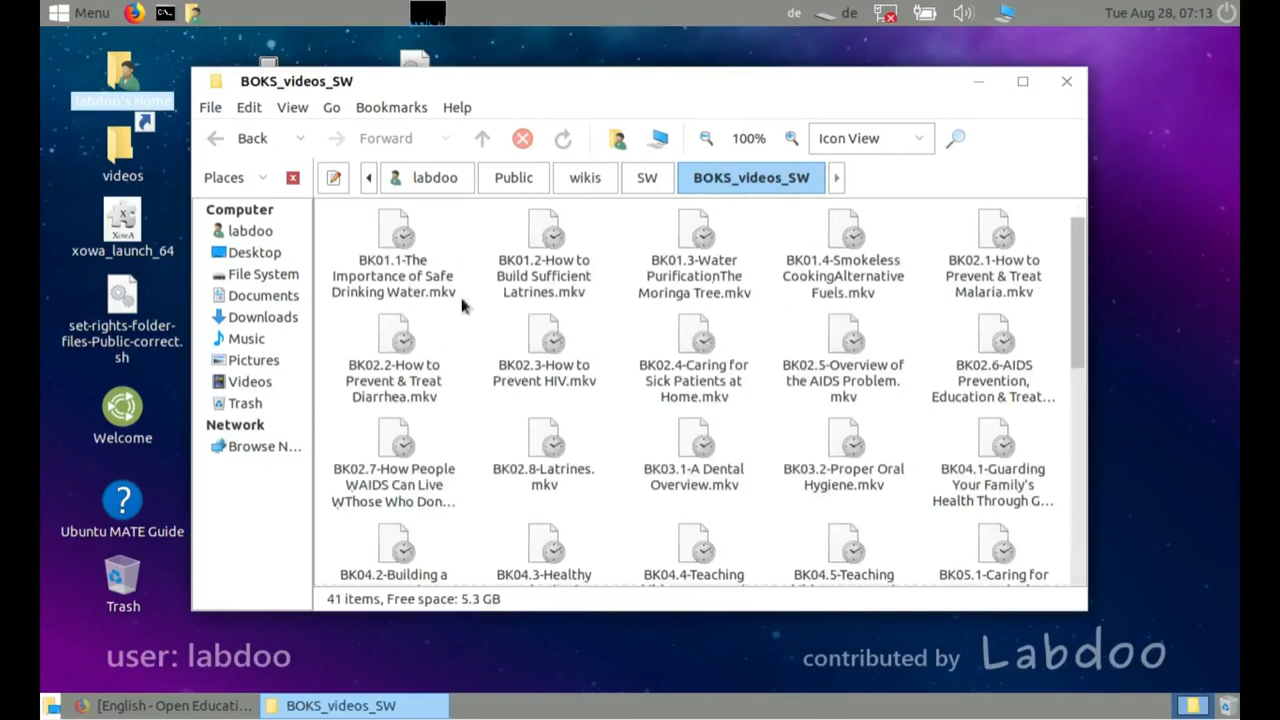 Menu
de
de
Tue Aug 28, 07:13
labdoo's Home
videos
xowa_launch_64
set-rights-folder-
files-Public-correct.
sh
Welcome
Ubuntu MATE Guide
Trash
BOKS_videos_SW
File Edit View Go Bookmarks Help
Back Forward 100% Icon View
Places labdoo Public wikis SW BOKS_videos_SW
Computer
labdoo
Desktop
File System
Documents
Downloads
Music
Pictures
Videos
Trash
Network
Browse N...
BK01.1-The
Importance of Safe
Drinking Water.mkv
BK01.2-How to
Build Sufficient
Latrines.mkv
BK01.3-Water
PurificationThe
Moringa Tree.mkv
BK01.4-Smokeless
CookingAlternative
Fuels.mkv
BK02.1-How to
Prevent & Treat
Malaria.mkv
BK02.2-How to
Prevent & Treat
Diarrhea.mkv
BK02.3-How to
Prevent HIV.mkv
BK02.4-Caring for
Sick Patients at
Home.mkv
BK02.5-Overview of
the AIDS Problem.
mkv
BK02.6-AIDS
Prevention,
Education & Treat...
BK02.7-How People
WAIDS Can Live
WThose Who Don...
BK02.8-Latrines.
mkv
BK03.1-A Dental
Overview.mkv
BK03.2-Proper Oral
Hygiene.mkv
BK04.1-Guarding
Your Family's
Health Through G...
BK04.2-Building a
BK04.3-Healthy
BK04.4-Teaching
BK04.5-Teaching
BK05.1-Caring for
41 items, Free space: 5.3 GB
user: labdoo
contributed by Labdoo
[English - Open Educati...
BOKS_videos_SW